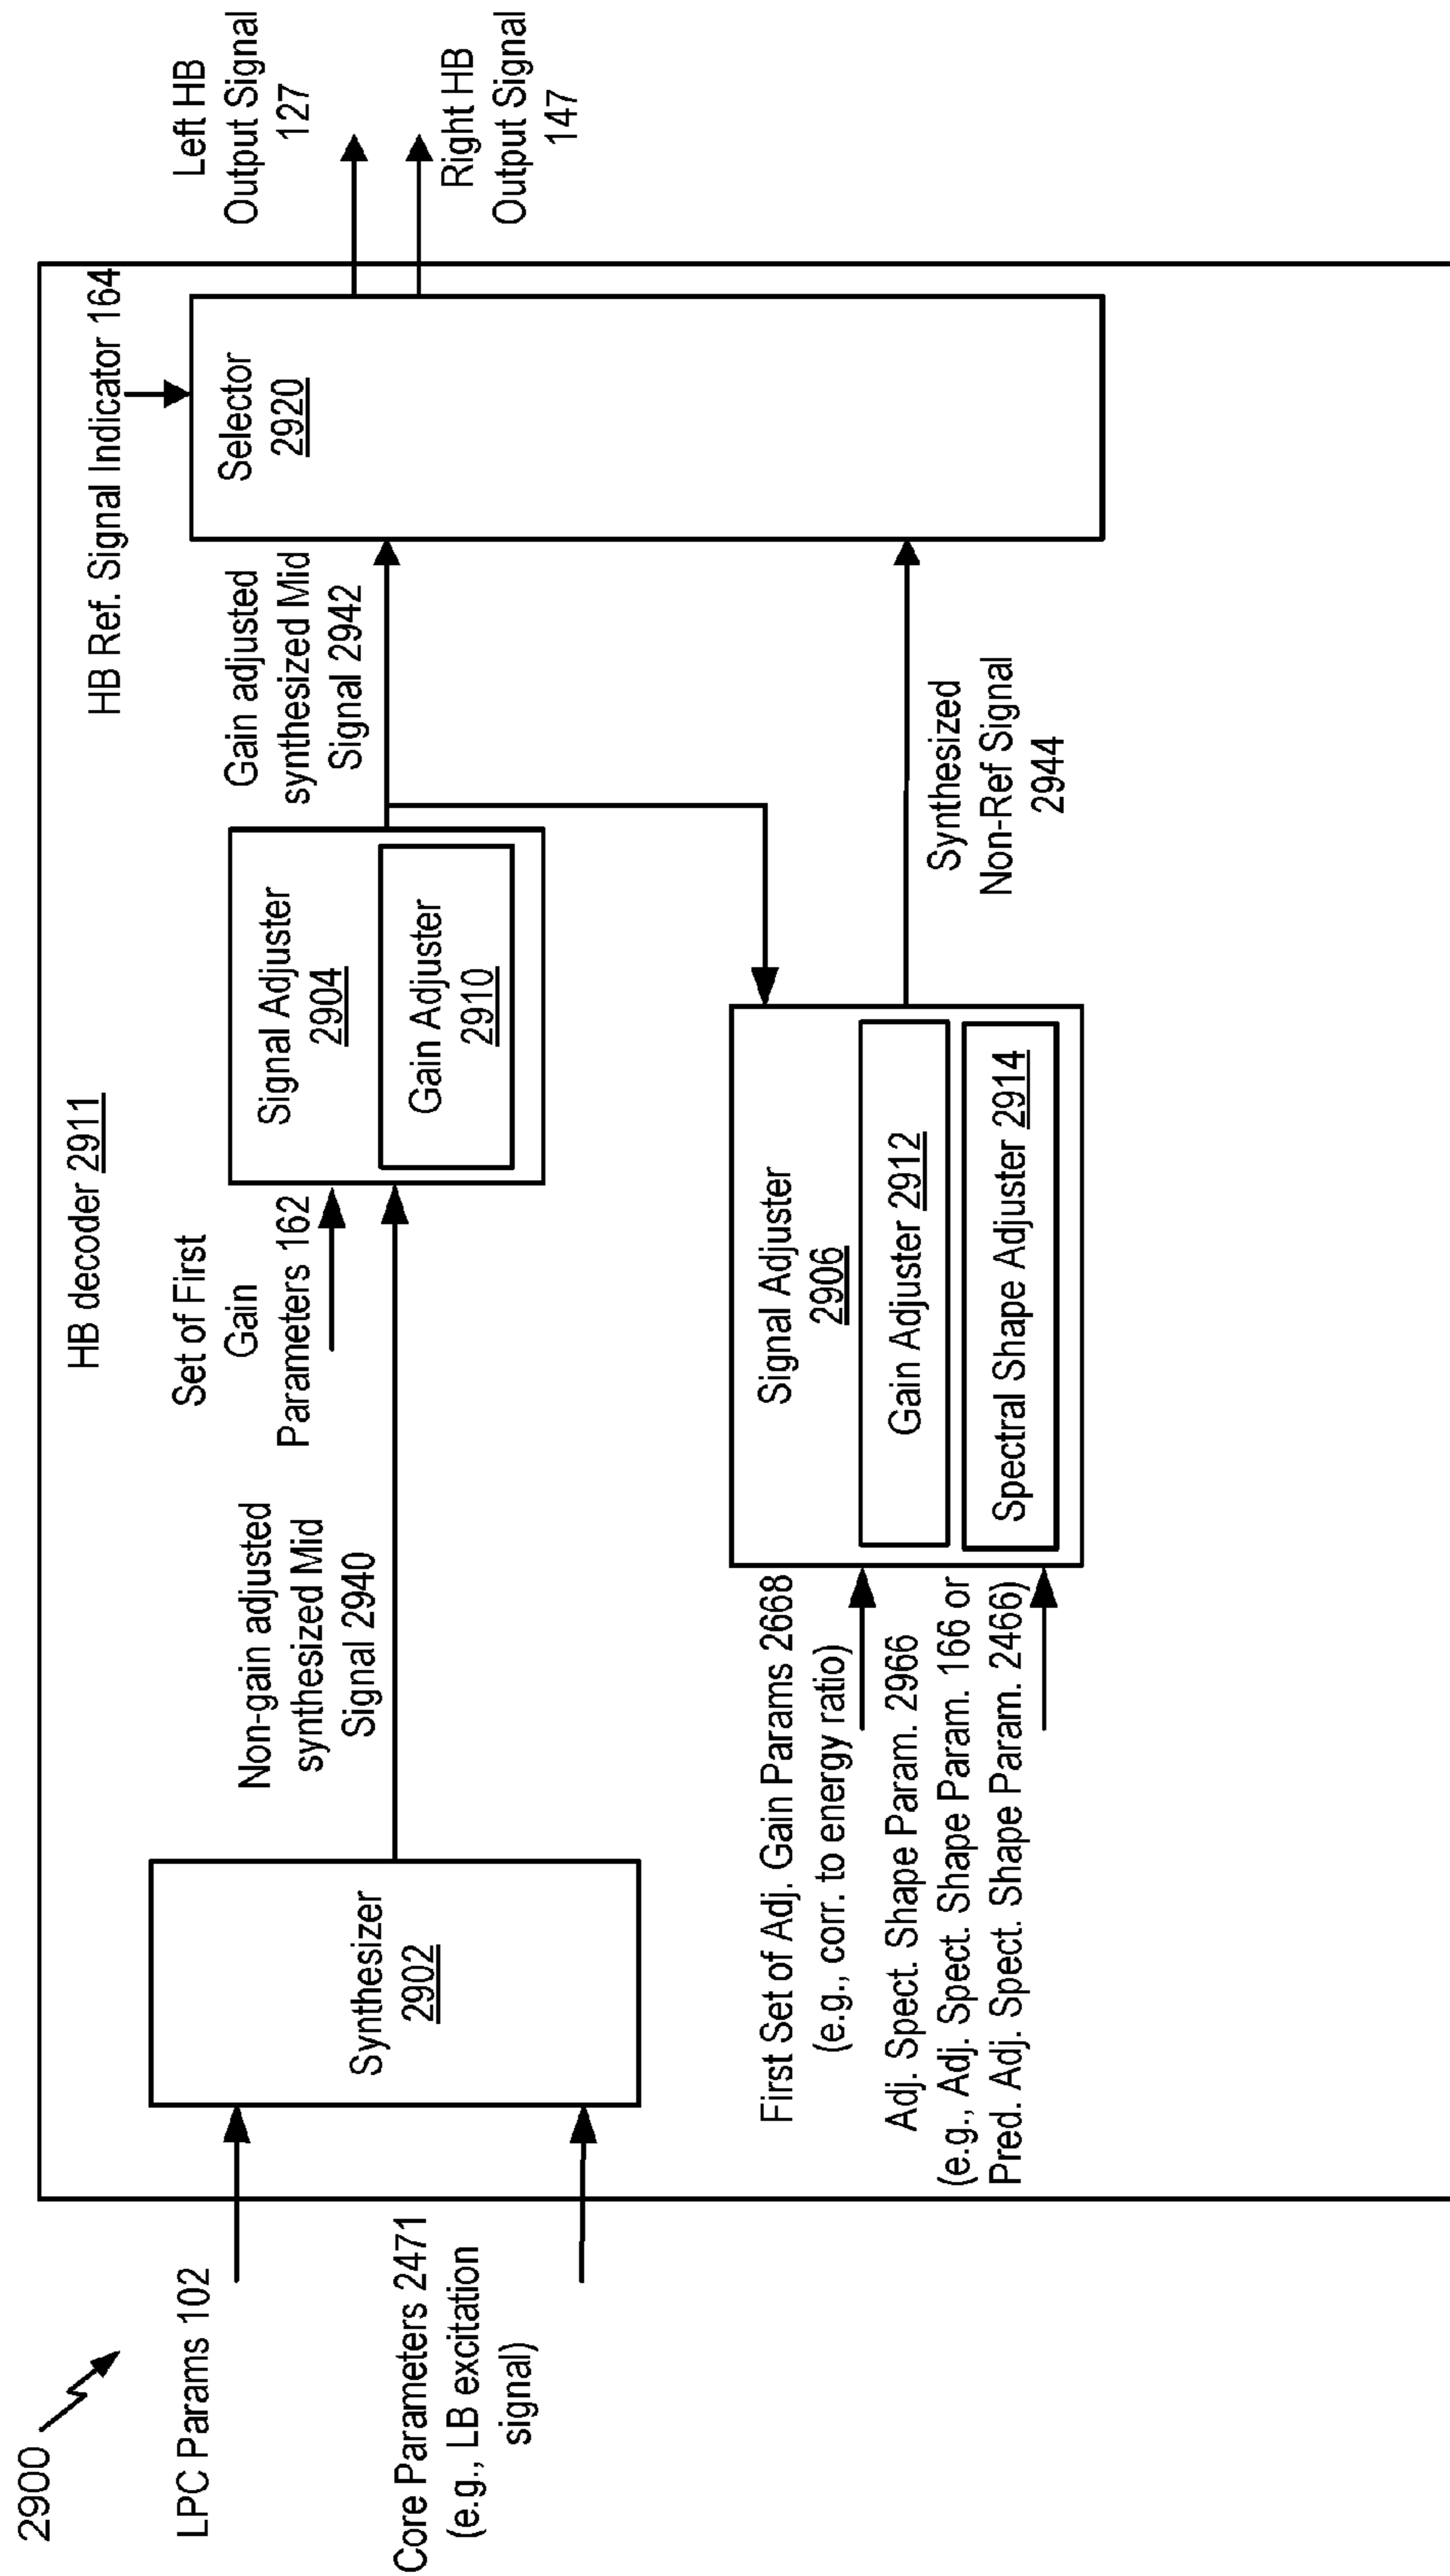 2900
HB decoder 2911
LPC Params 102
Core Parameters 2471
(e.g., LB excitation
signal)
Synthesizer
2902
Non-gain adjusted
synthesized Mid
Signal 2940
Set of First
Gain
Parameters 162
Signal Adjuster
2904
Gain Adjuster
2910
Gain adjusted
synthesized Mid
Signal 2942
HB Ref. Signal Indicator 164
Selector
2920
Left HB
Output Signal
127
Right HB
Output Signal
147
First Set of Adj. Gain Params 2668
(e.g., corr. to energy ratio)
Adj. Spect. Shape Param. 2966
(e.g., Adj. Spect. Shape Param. 166 or
Pred. Adj. Spect. Shape Param. 2466)
Signal Adjuster
2906
Gain Adjuster 2912
Spectral Shape Adjuster 2914
Synthesized
Non-Ref Signal
2944